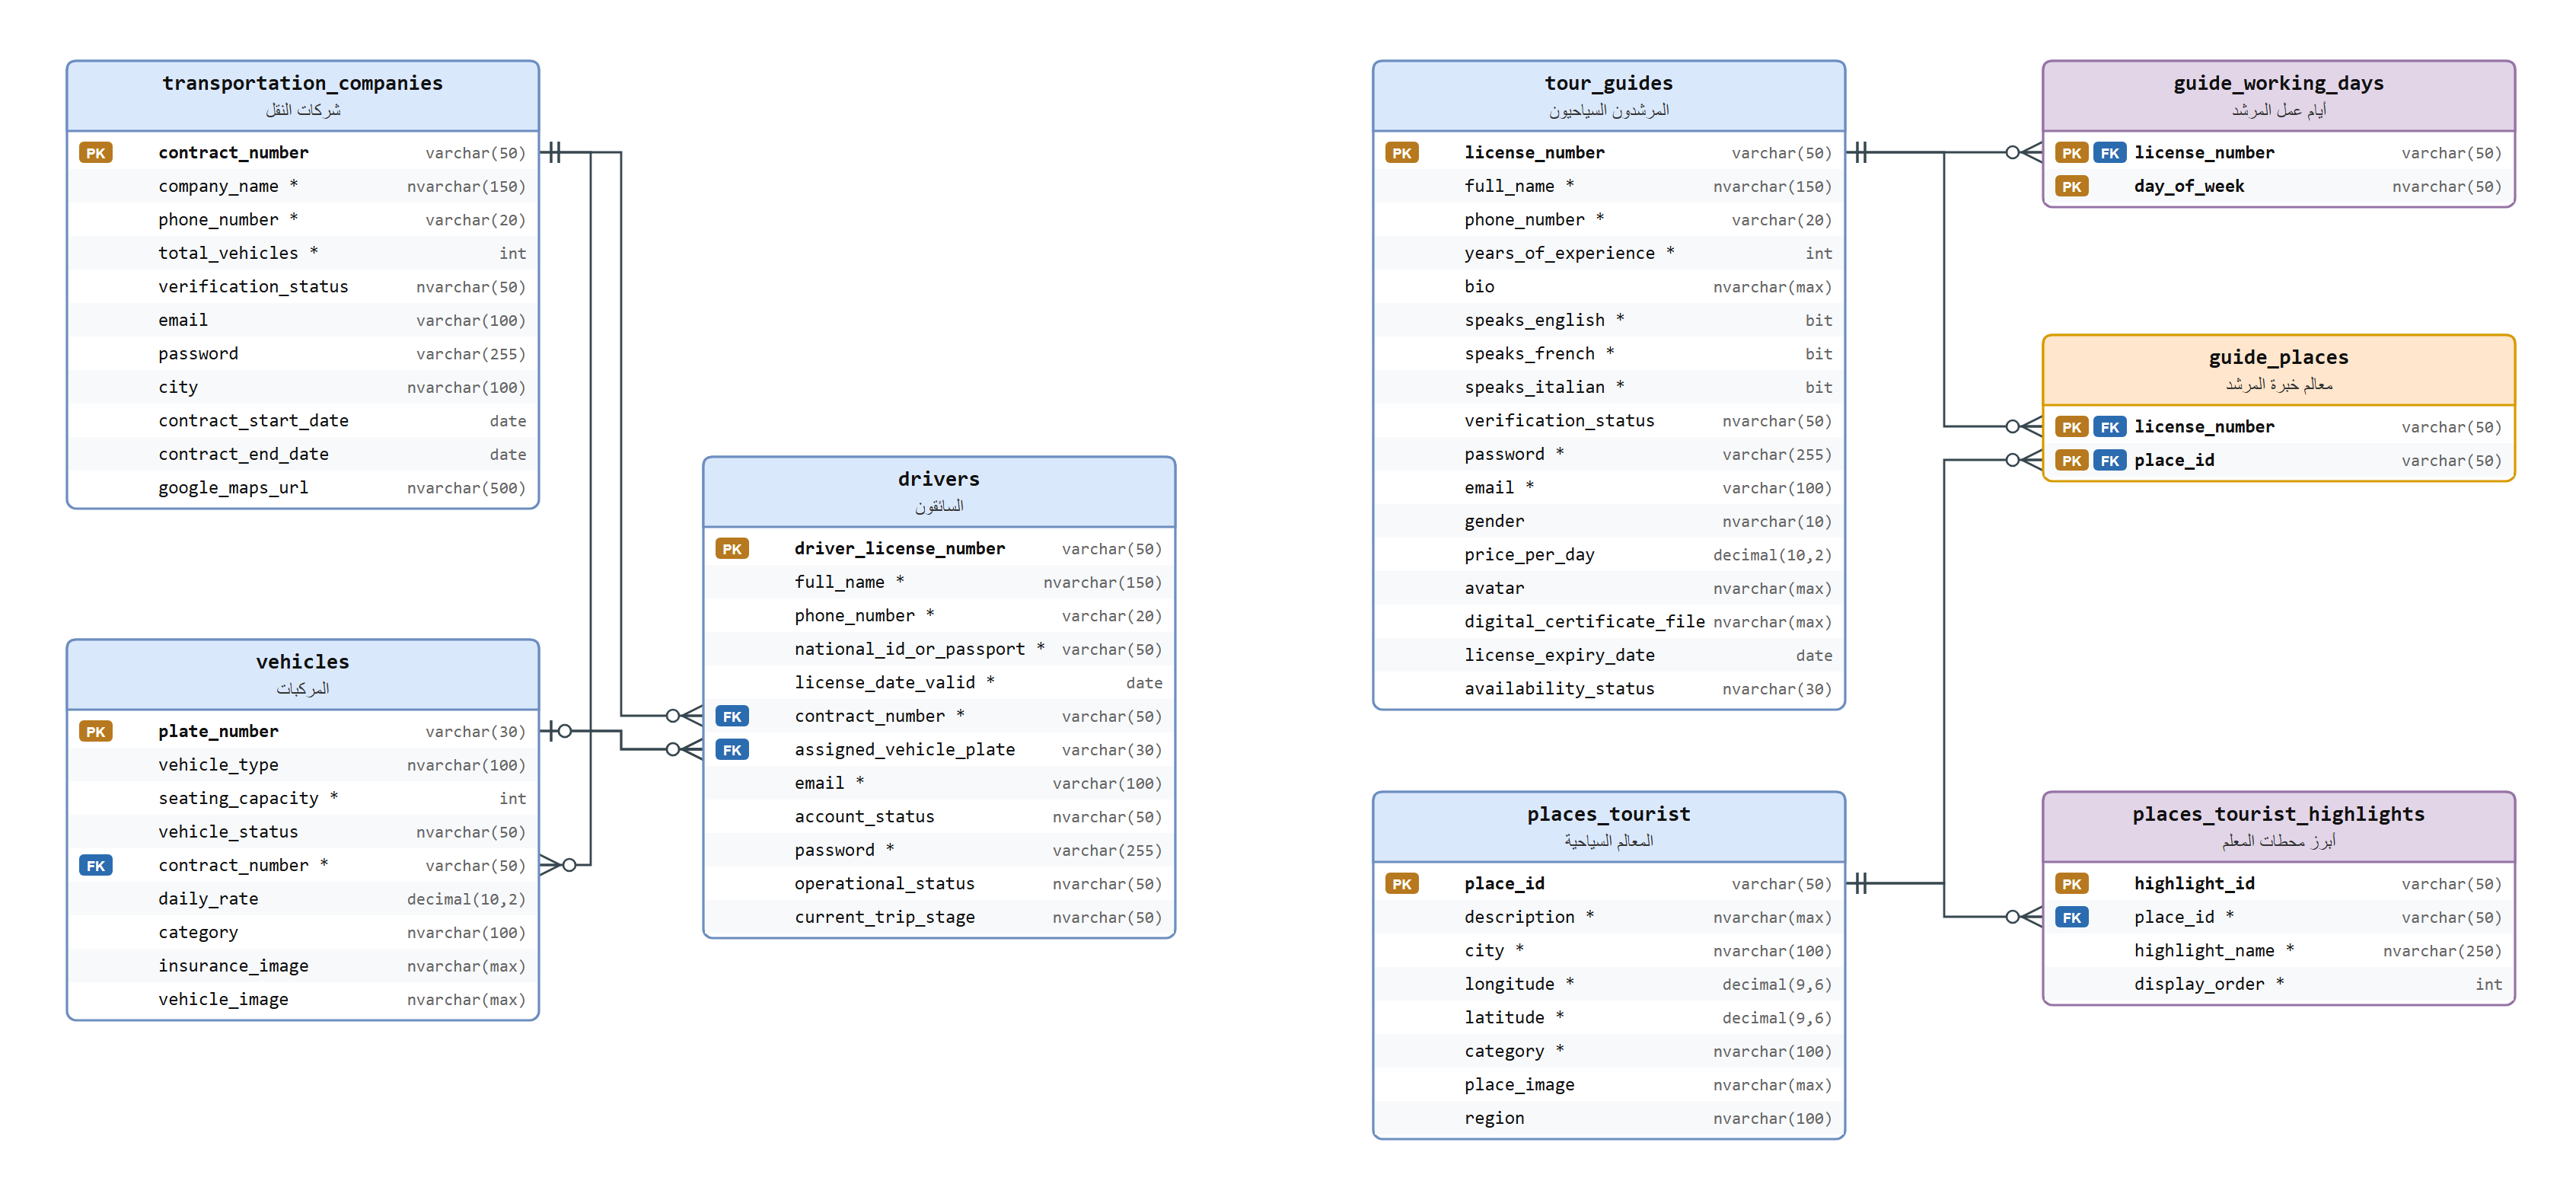 transportation_companies
شركات النقل
PK contract_number varchar(50)
company_name * nvarchar(150)
phone_number * varchar(20)
total_vehicles * int
verification_status nvarchar(50)
email varchar(100)
password varchar(255)
city nvarchar(100)
contract_start_date date
contract_end_date date
google_maps_url nvarchar(500)
vehicles
المركبات
PK plate_number varchar(30)
vehicle_type nvarchar(100)
seating_capacity * int
vehicle_status nvarchar(50)
FK contract_number * varchar(50)
daily_rate decimal(10,2)
category nvarchar(100)
insurance_image nvarchar(max)
vehicle_image nvarchar(max)
drivers
السائقون
PK driver_license_number varchar(50)
full_name * nvarchar(150)
phone_number * varchar(20)
national_id_or_passport * varchar(50)
license_date_valid * date
FK contract_number * varchar(50)
FK assigned_vehicle_plate varchar(30)
email * varchar(100)
account_status nvarchar(50)
password * varchar(255)
operational_status nvarchar(50)
current_trip_stage nvarchar(50)
tour_guides
المرشدون السياحيون
PK license_number varchar(50)
full_name * nvarchar(150)
phone_number * varchar(20)
years_of_experience * int
bio nvarchar(max)
speaks_english * bit
speaks_french * bit
speaks_italian * bit
verification_status nvarchar(50)
password * varchar(255)
email * varchar(100)
gender nvarchar(10)
price_per_day decimal(10,2)
avatar nvarchar(max)
digital_certificate_file nvarchar(max)
license_expiry_date date
availability_status nvarchar(30)
places_tourist
المعالم السياحية
PK place_id varchar(50)
description * nvarchar(max)
city * nvarchar(100)
longitude * decimal(9,6)
latitude * decimal(9,6)
category * nvarchar(100)
place_image nvarchar(max)
region nvarchar(100)
guide_working_days
أيام عمل المرشد
PK FK license_number varchar(50)
PK day_of_week nvarchar(50)
guide_places
معالم خبرة المرشد
PK FK license_number varchar(50)
PK FK place_id varchar(50)
places_tourist_highlights
أبرز محطات المعلم
PK highlight_id varchar(50)
FK place_id * varchar(50)
highlight_name * nvarchar(250)
display_order * int